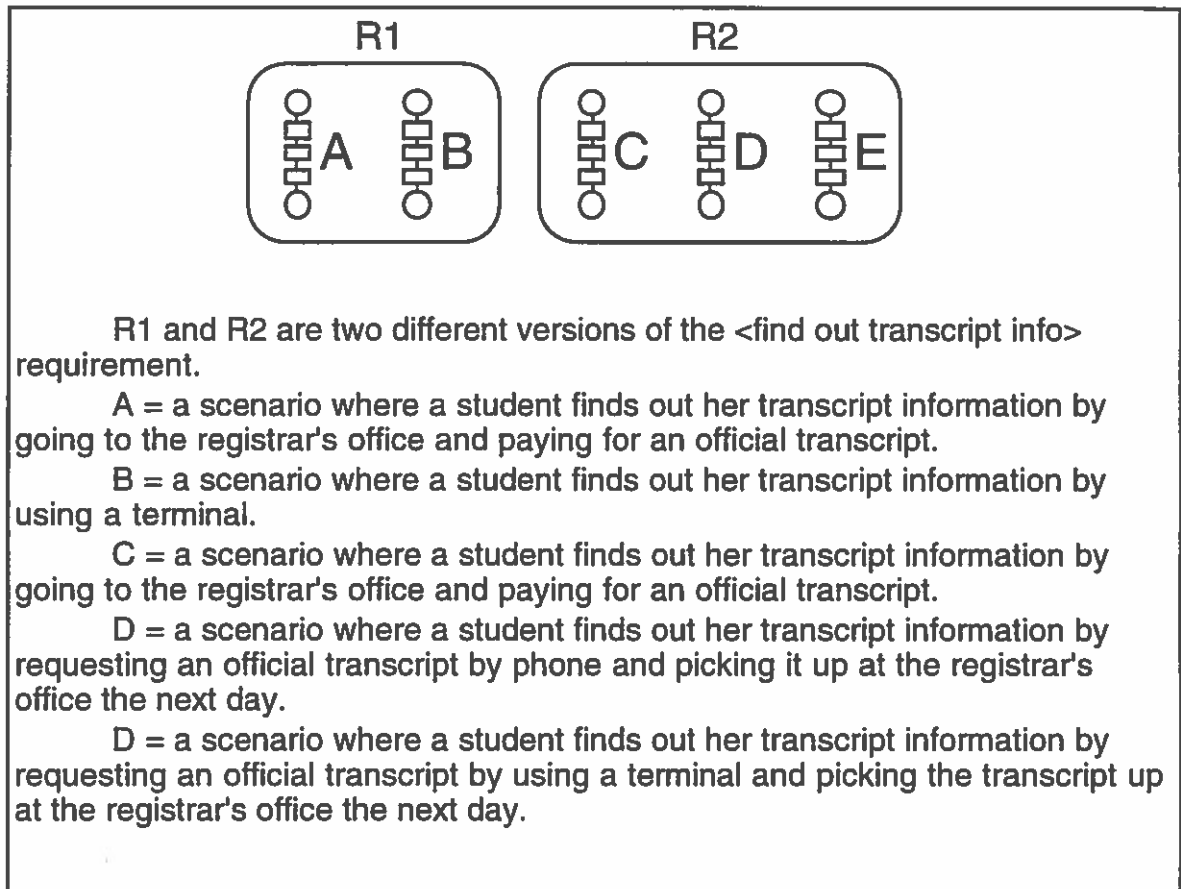 R1 R2
A B C D E
R1 and R2 are two different versions of the <find out transcript info>
requirement.
A = a scenario where a student finds out her transcript information by
going to the registrar's office and paying for an official transcript.
B = a scenario where a student finds out her transcript information by
using a terminal.
C = a scenario where a student finds out her transcript information by
going to the registrar's office and paying for an official transcript.
D = a scenario where a student finds out her transcript information by
requesting an official transcript by phone and picking it up at the registrar's
office the next day.
D = a scenario where a student finds out her transcript information by
requesting an official transcript by using a terminal and picking the transcript up
at the registrar's office the next day.